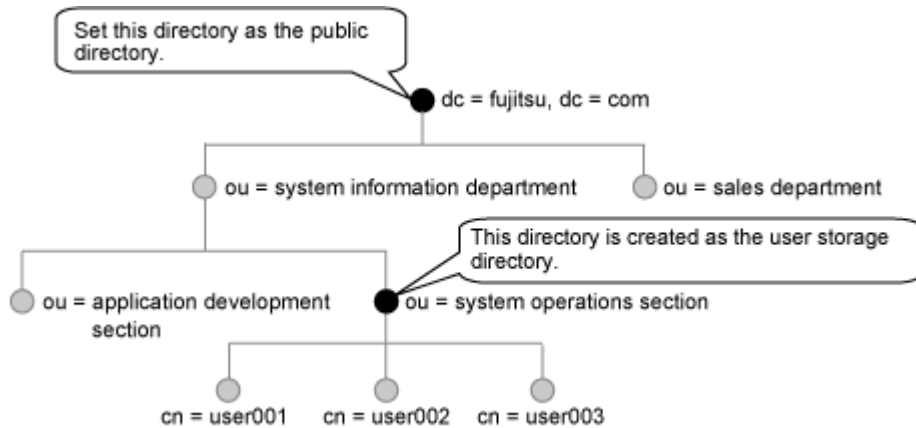 Set this directory as the public
directory.
dc = fujitsu, dc = com
ou = system information department
ou = sales department
This directory is created as the user storage
directory.
ou = application development
section
ou = system operations section
cn = user001
cn = user002
cn = user003